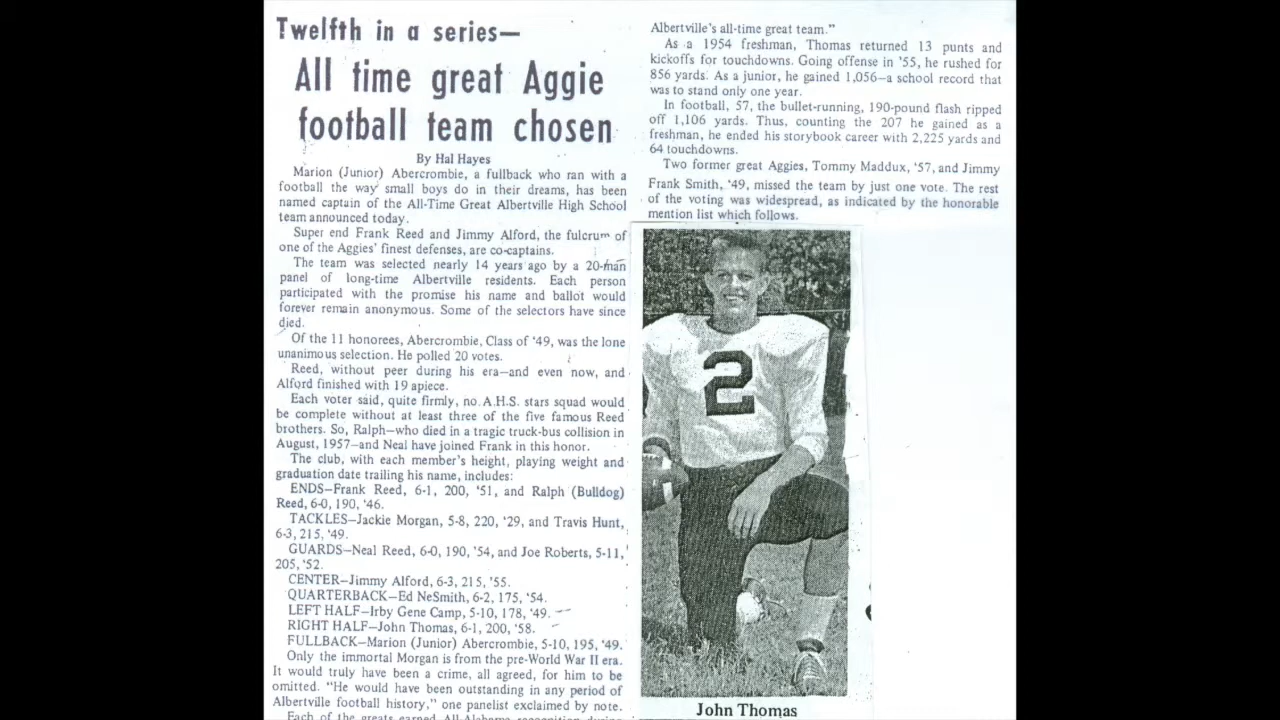 Twelfth in a series—
All time great Aggie
football team chosen
By Hal Hayes
Marion (Junior) Abercrombie, a fullback who ran with a
football the way small boys do in their dreams, has been
named captain of the All-Time Great Albertville High School
team announced today.
Super end Frank Reed and Jimmy Alford, the fulcrum of
one of the Aggies' finest defenses, are co-captains.
The team was selected nearly 14 years ago by a 20-man
panel of long-time Albertville residents. Each person
participated with the promise his name and ballot would
forever remain anonymous. Some of the selectors have since
died.
Of the 11 honorees, Abercrombie, Class of '49, was the lone
unanimous selection. He polled 20 votes.
Reed, without peer during his era—and even now, and
Alford finished with 19 apiece.
Each voter said, quite firmly, no A.H.S. stars squad would
be complete without at least three of the five famous Reed
brothers. So, Ralph—who died in a tragic truck-bus collision in
August, 1957—and Neal have joined Frank in this honor.
The club, with each member's height, playing weight and
graduation date trailing his name, includes:
ENDS—Frank Reed, 6-1, 200, '51, and Ralph (Bulldog)
Reed, 6-0, 190, '46.
TACKLES—Jackie Morgan, 5-8, 220, '29, and Travis Hunt,
6-3, 215, '49.
GUARDS—Neal Reed, 6-0, 190, '54, and Joe Roberts, 5-11,
205, '52.
CENTER—Jimmy Alford, 6-3, 215, '55.
QUARTERBACK—Ed NeSmith, 6-2, 175, '54.
LEFT HALF—Irby Gene Camp, 5-10, 178, '49.
RIGHT HALF—John Thomas, 6-1, 200, '58.
FULLBACK—Marion (Junior) Abercrombie, 5-10, 195, '49.
Only the immortal Morgan is from the pre-World War II era.
It would truly have been a crime, all agreed, for him to be
omitted. "He would have been outstanding in any period of
Albertville football history," one panelist exclaimed by note.
Each of the greats earned All-Alabama recognition during
Albertville's all-time great team."
As a 1954 freshman, Thomas returned 13 punts and
kickoffs for touchdowns. Going offense in '55, he rushed for
856 yards. As a junior, he gained 1,056—a school record that
was to stand only one year.
In football, 57, the bullet-running, 190-pound flash ripped
off 1,106 yards. Thus, counting the 207 he gained as a
freshman, he ended his storybook career with 2,225 yards and
64 touchdowns.
Two former great Aggies, Tommy Maddux, '57, and Jimmy
Frank Smith, '49, missed the team by just one vote. The rest
of the voting was widespread, as indicated by the honorable
mention list which follows.
2
John Thomas